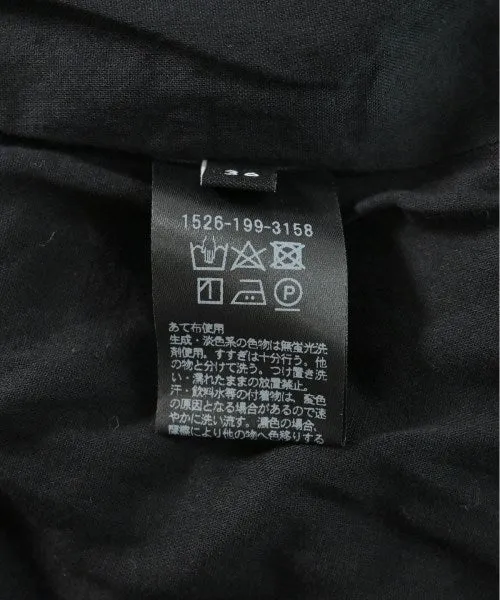 36
1526-199-3158
P
あて布使用
生成・淡色系の色物は無蛍光洗
剤使用。すすぎは十分行う。他
の物と分けて洗う。つけ置き洗
い・濡れたままの放置禁止。
汗・飲料水等の付着物は、変色
の原因となる場合があるので速
やかに洗い流す。濃色の場合、
摩擦により他の物へ色移りする